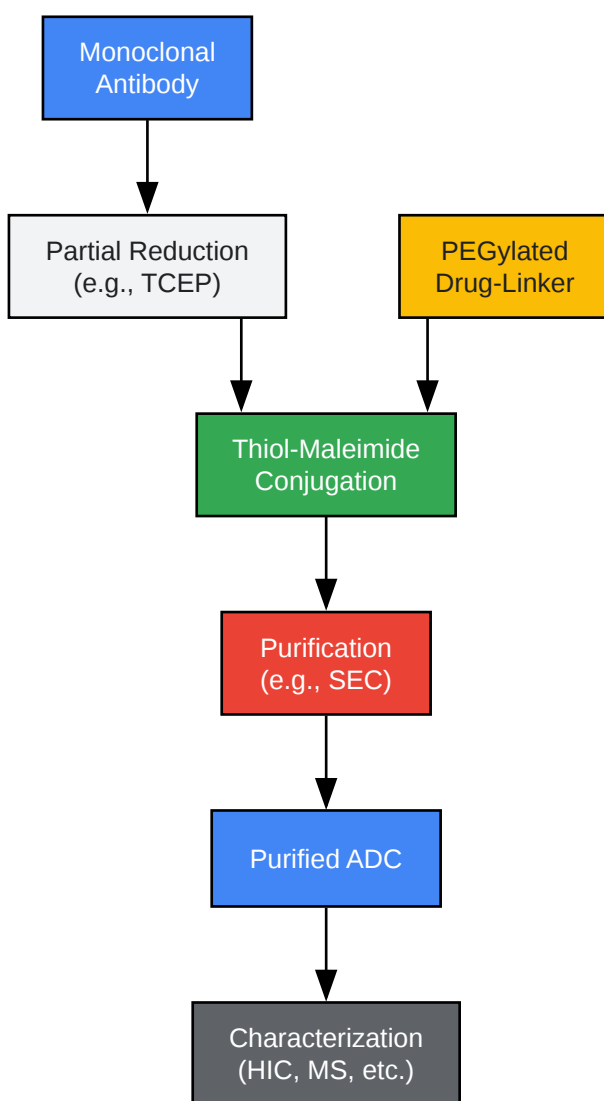 Monoclonal
Antibody
Partial Reduction
(e.g., TCEP)
PEGylated
Drug-Linker
Thiol-Maleimide
Conjugation
Purification
(e.g., SEC)
Purified ADC
Characterization
(HIC, MS, etc.)